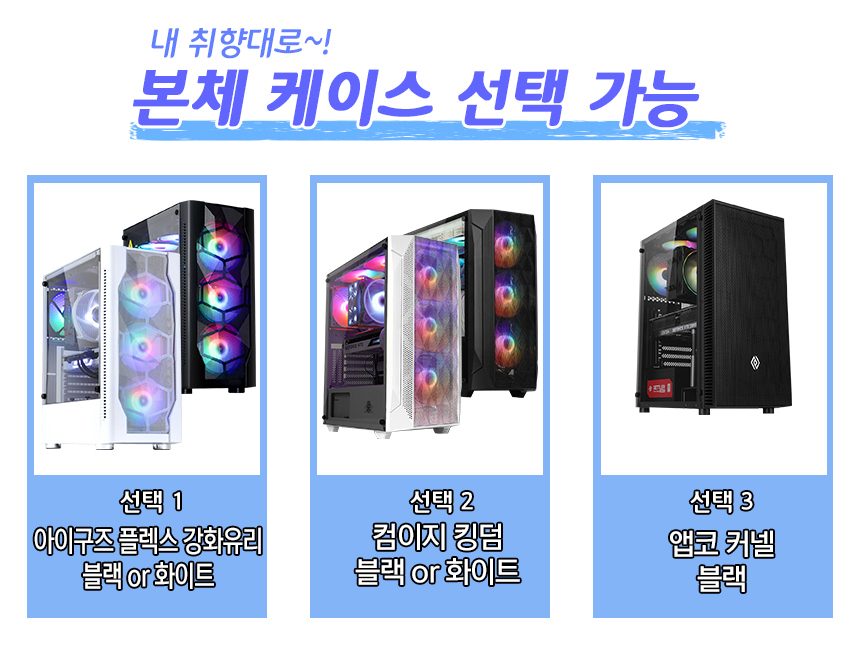 내 취향대로~!
본체 케이스 선택 가능
선택 1
아이구즈 플렉스 강화유리
블랙 or 화이트
선택 2
컴이지 킹덤
블랙 or 화이트
선택 3
앱코 커넬
블랙